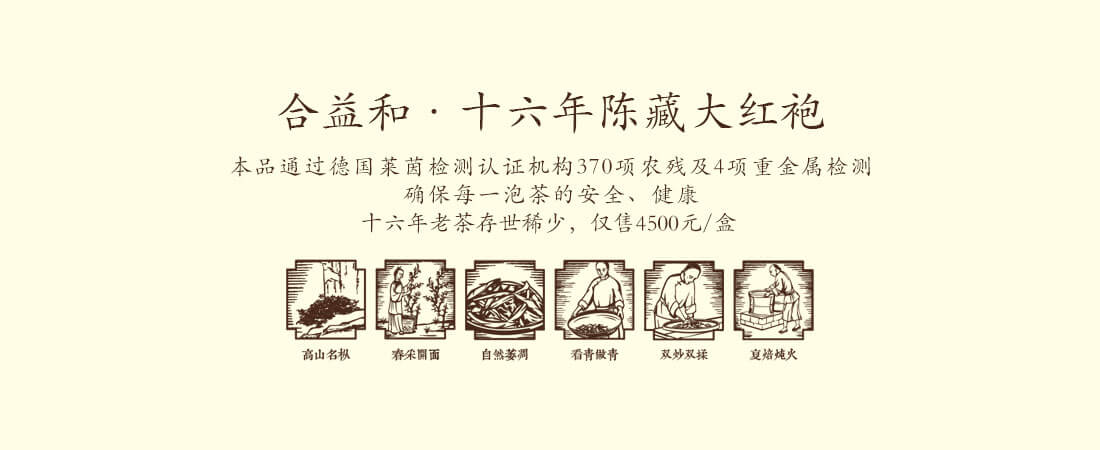 合益和·十六年陈藏大红袍
本品通过德国莱茵检测认证机构370项农残及4项重金属检测
确保每一泡茶的安全、健康
十六年老茶存世稀少，仅售4500元/盒
高山名枞 春采開面 自然萎凋 看青做青 双炒双揉 复焙炖火